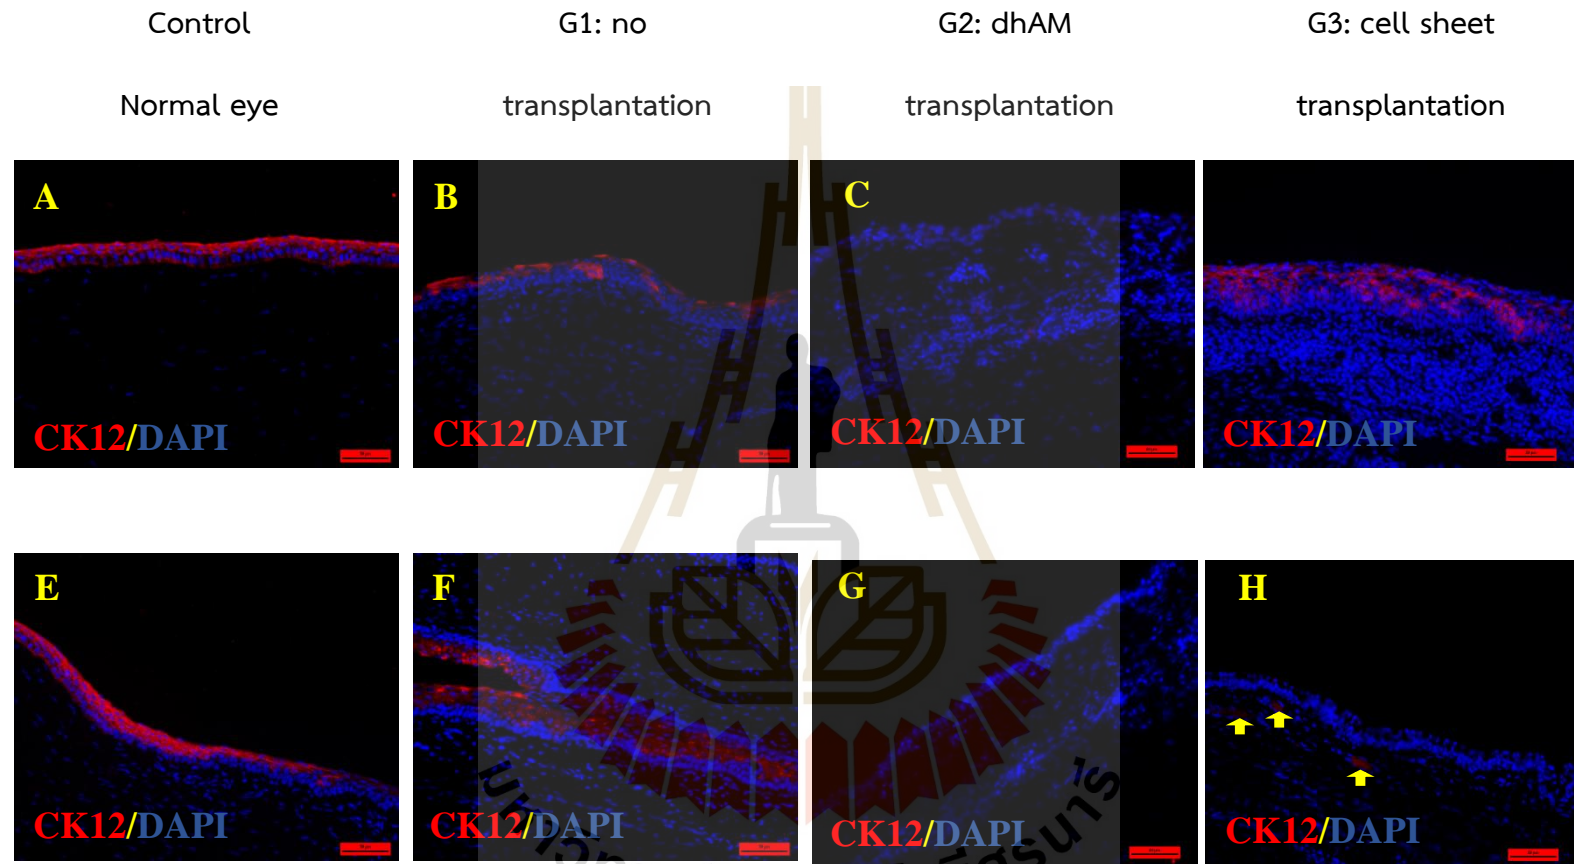 Control G1: no G2: dhAM G3: cell sheet
Normal eye transplantation transplantation transplantation
A B C
CK12/DAPI CK12/DAPI CK12/DAPI CK12/DAPI
E F G H
CK12/DAPI CK12/DAPI CK12/DAPI CK12/DAPI